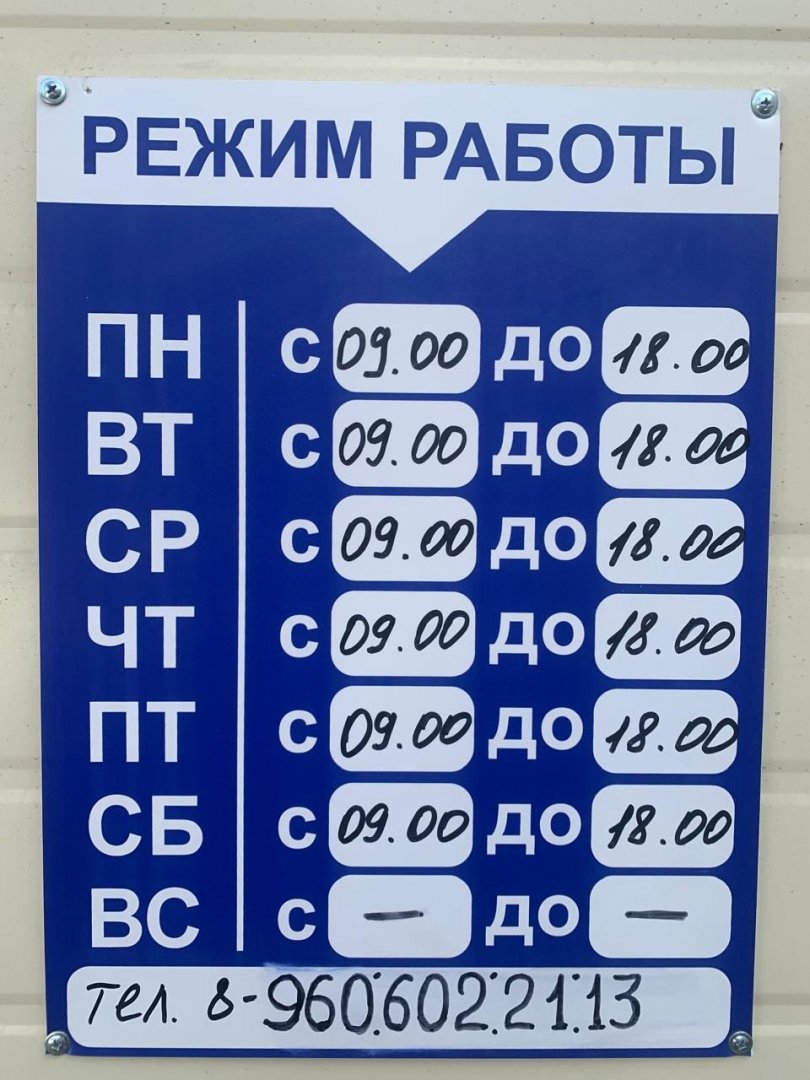 РЕЖИМ РАБОТЫ
ПН с 09.00 до 18.00
ВТ с 09.00 до 18.00
СР с 09.00 до 18.00
ЧТ с 09.00 до 18.00
ПТ с 09.00 до 18.00
СБ с 09.00 до 18.00
ВС с — до —
тел. 8-960.602.21.13